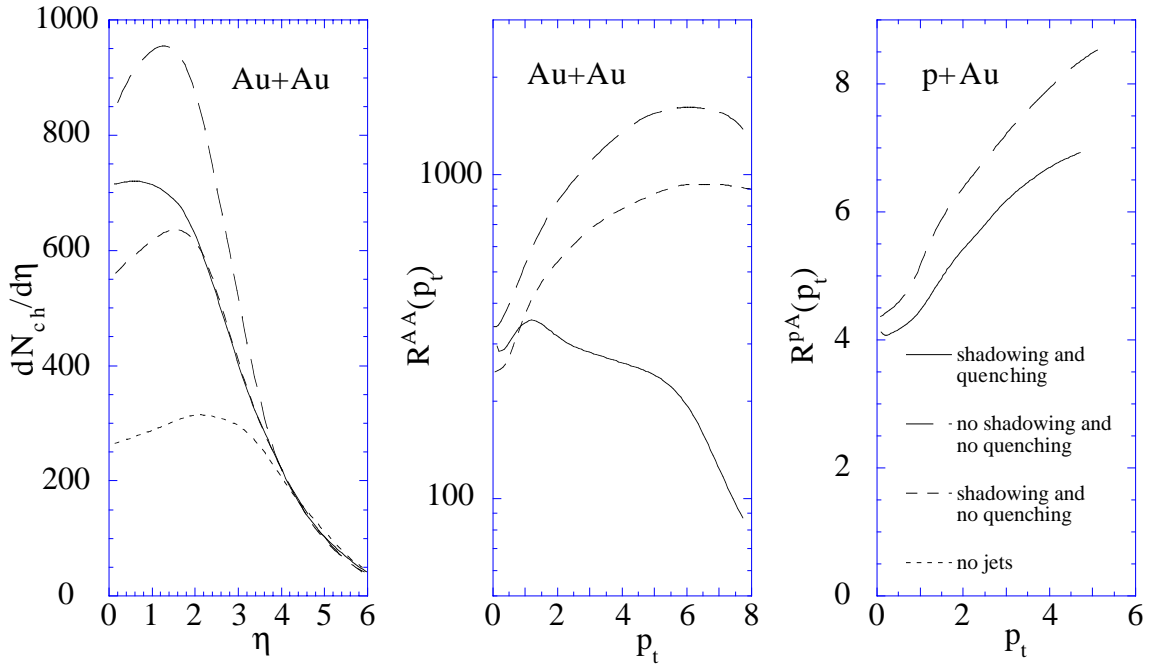 1000
800
600
400
200
0
0 1 2 3 4 5 6
η
dN_ch/dη
Au+Au
1000
100
0 2 4 6 8
p_t
R^AA(p_t)
Au+Au
8
6
4
2
0
0 2 4 6
p_t
R^pA(p_t)
p+Au
shadowing and
quenching
no shadowing and
no quenching
shadowing and
no quenching
no jets